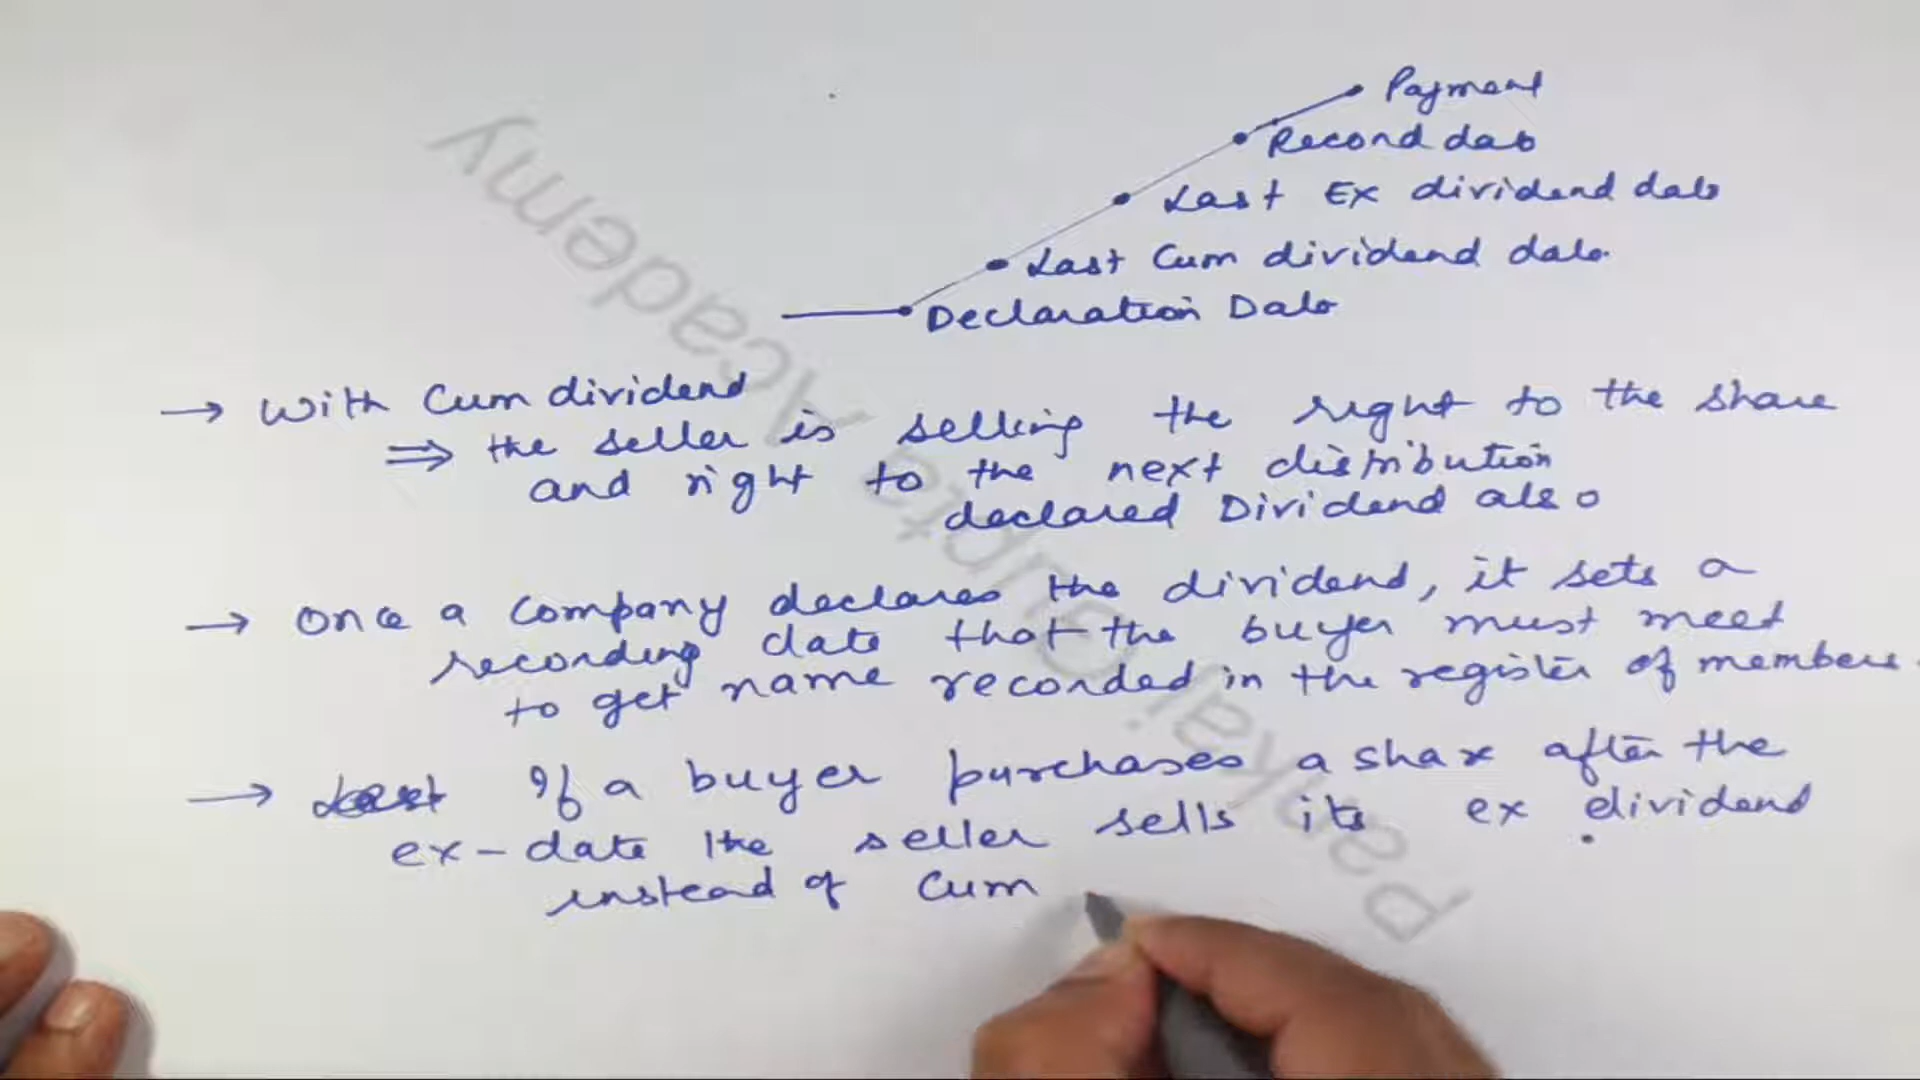 Payment
Record date
Last Ex dividend date
Last Cum dividend date
Declaration Date
→ With Cum dividend
⇒ the seller is selling the right to the share
and right to the next distribution
declared Dividend also
→ Once a company declares the dividend, it sets a
recording date that the buyer must meet
to get name recorded in the register of members.
→ If a buyer purchases a share after the
ex-date the seller sells its ex dividend
instead of Cum
Pankaj Gupta Academy